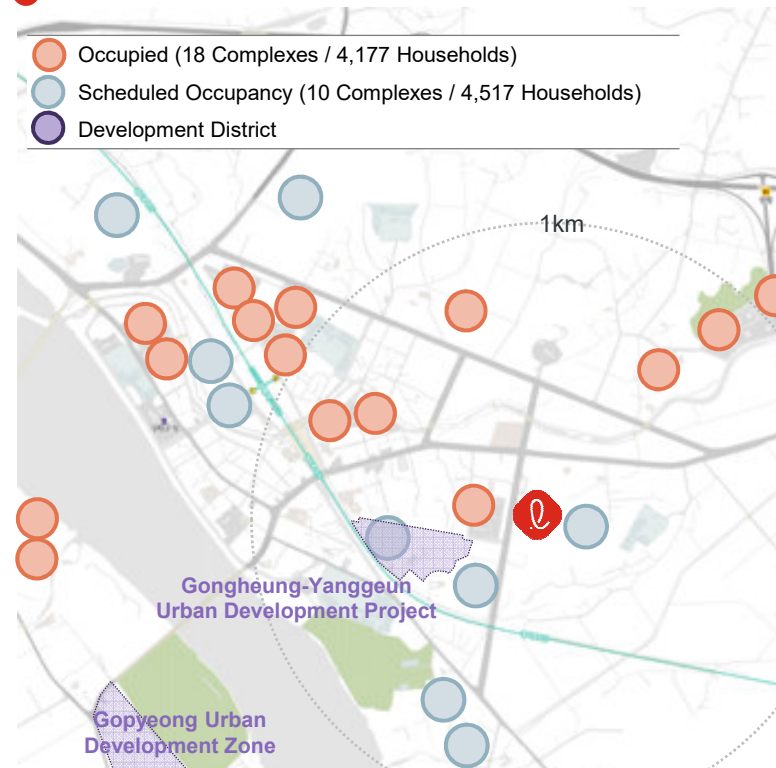 Occupied (18 Complexes / 4,177 Households)
Scheduled Occupancy (10 Complexes / 4,517 Households)
Development District
1km
Gongheung-Yanggeun
Urban Development Project
Gopyeong Urban
Development Zone